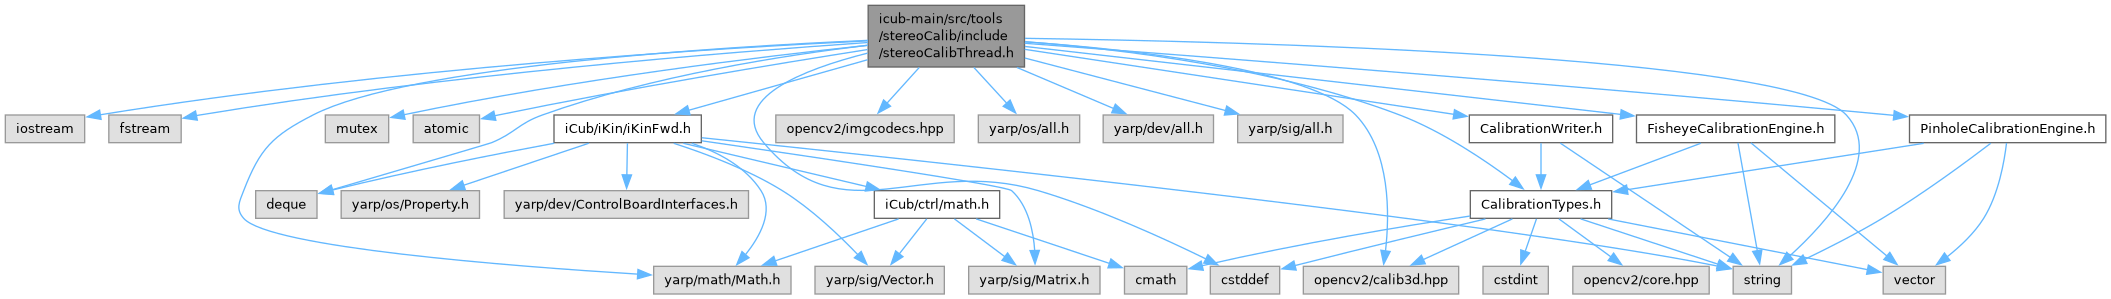 icub-main/src/tools
/stereoCalib/include
/stereoCalibThread.h
iostream
fstream
mutex
atomic
iCub/iKin/iKinFwd.h
opencv2/imgcodecs.hpp
yarp/os/all.h
yarp/dev/all.h
yarp/sig/all.h
CalibrationWriter.h
FisheyeCalibrationEngine.h
PinholeCalibrationEngine.h
deque
yarp/os/Property.h
yarp/dev/ControlBoardInterfaces.h
iCub/ctrl/math.h
CalibrationTypes.h
yarp/math/Math.h
yarp/sig/Vector.h
yarp/sig/Matrix.h
cmath
cstddef
opencv2/calib3d.hpp
cstdint
opencv2/core.hpp
string
vector